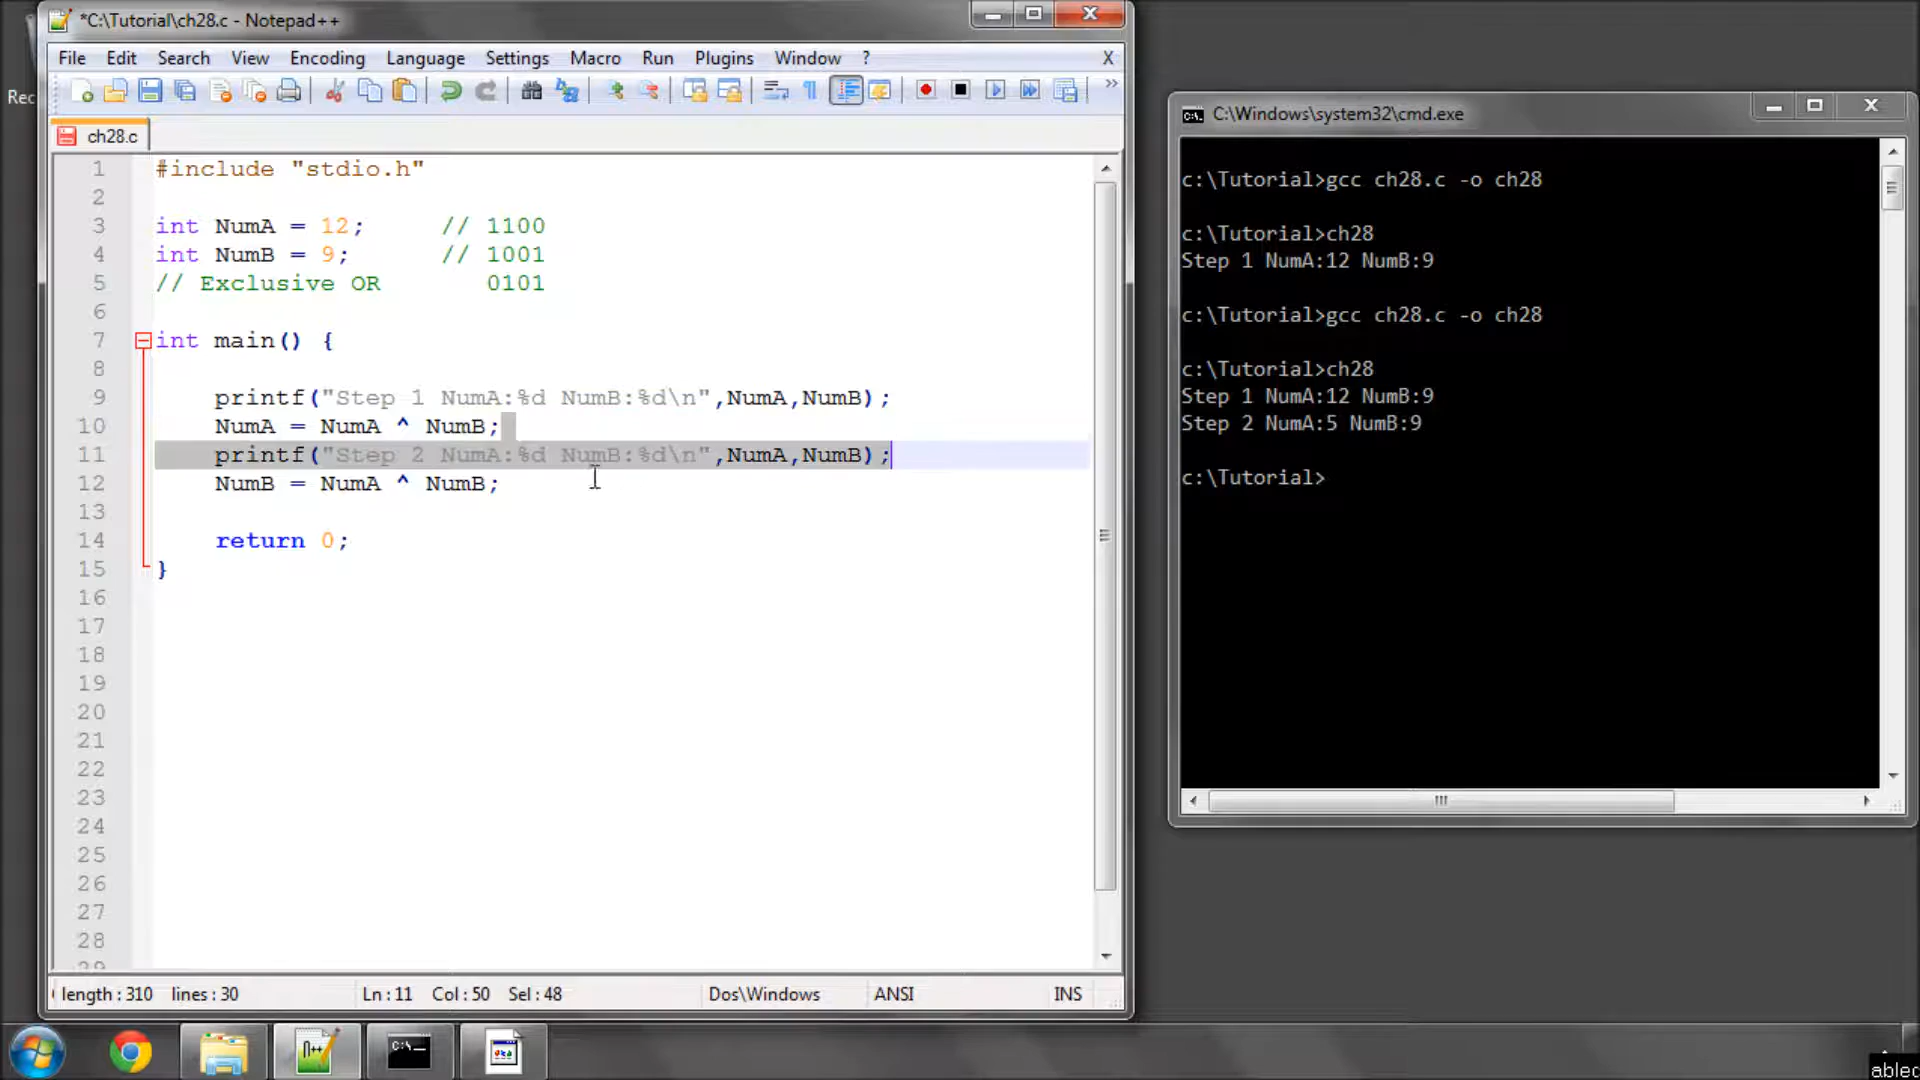 *C:\Tutorial\ch28.c - Notepad++
File Edit Search View Encoding Language Settings Macro Run Plugins Window ? X
ch28.c
1 #include "stdio.h"
2
3 int NumA = 12; // 1100
4 int NumB = 9; // 1001
5 // Exclusive OR 0101
6
7 int main() {
8
9 printf("Step 1 NumA:%d NumB:%d\n",NumA,NumB);
10 NumA = NumA ^ NumB;
11 printf("Step 2 NumA:%d NumB:%d\n",NumA,NumB);
12 NumB = NumA ^ NumB;
13
14 return 0;
15 }
16
17
18
19
20
21
22
23
24
25
26
27
28
29
length : 310 lines : 30 Ln : 11 Col : 50 Sel : 48 Dos\Windows ANSI INS
Rec
C:\Windows\system32\cmd.exe
c:\Tutorial>gcc ch28.c -o ch28
c:\Tutorial>ch28
Step 1 NumA:12 NumB:9
c:\Tutorial>gcc ch28.c -o ch28
c:\Tutorial>ch28
Step 1 NumA:12 NumB:9
Step 2 NumA:5 NumB:9
c:\Tutorial>
ablec